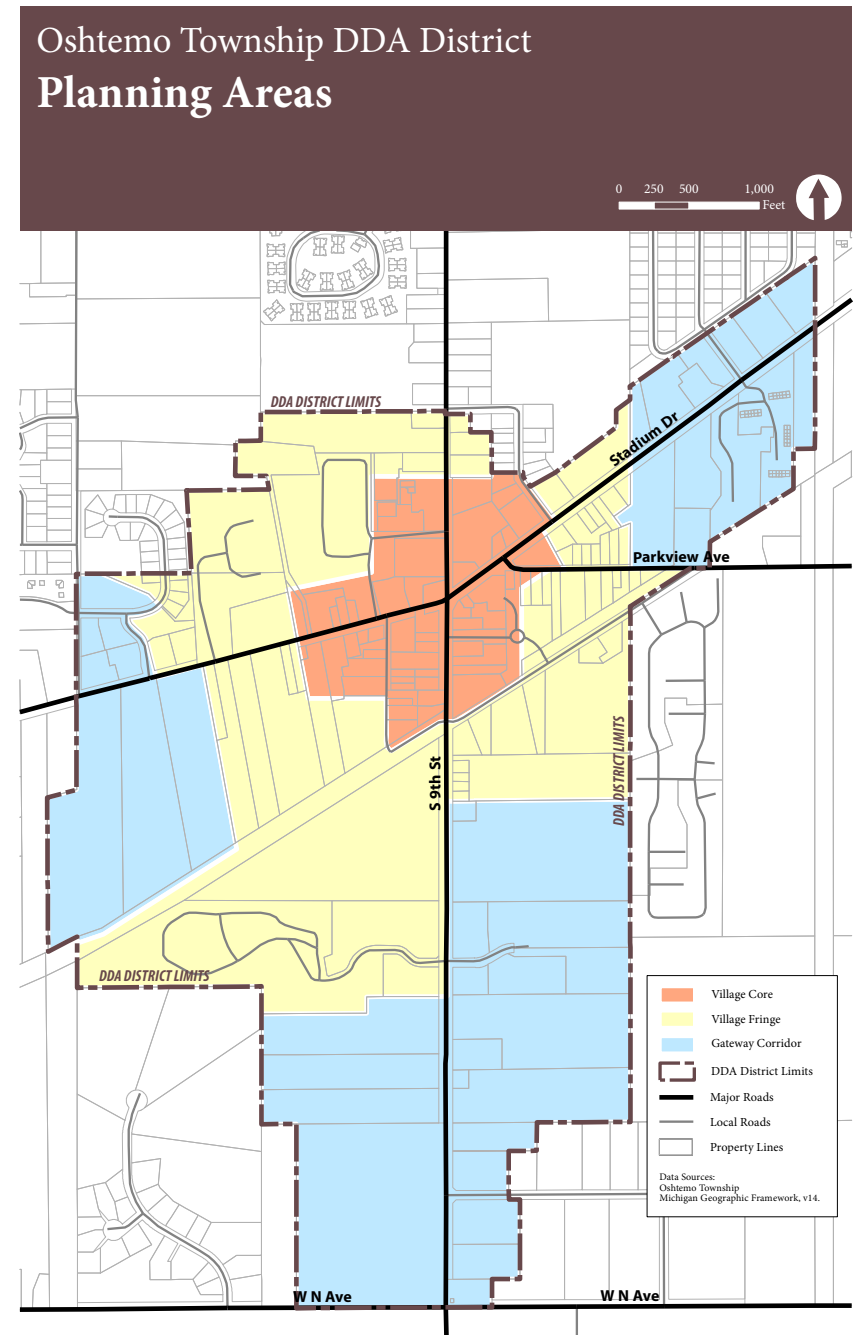 Oshtemo Township DDA District
Planning Areas
0 250 500 1,000
Feet
DDA DISTRICT LIMITS
Stadium Dr
Parkview Ave
DDA DISTRICT LIMITS
S 9th St
DDA DISTRICT LIMITS
Village Core
Village Fringe
Gateway Corridor
DDA District Limits
Major Roads
Local Roads
Property Lines
Data Sources:
Oshtemo Township
Michigan Geographic Framework, v14.
W N Ave
W N Ave